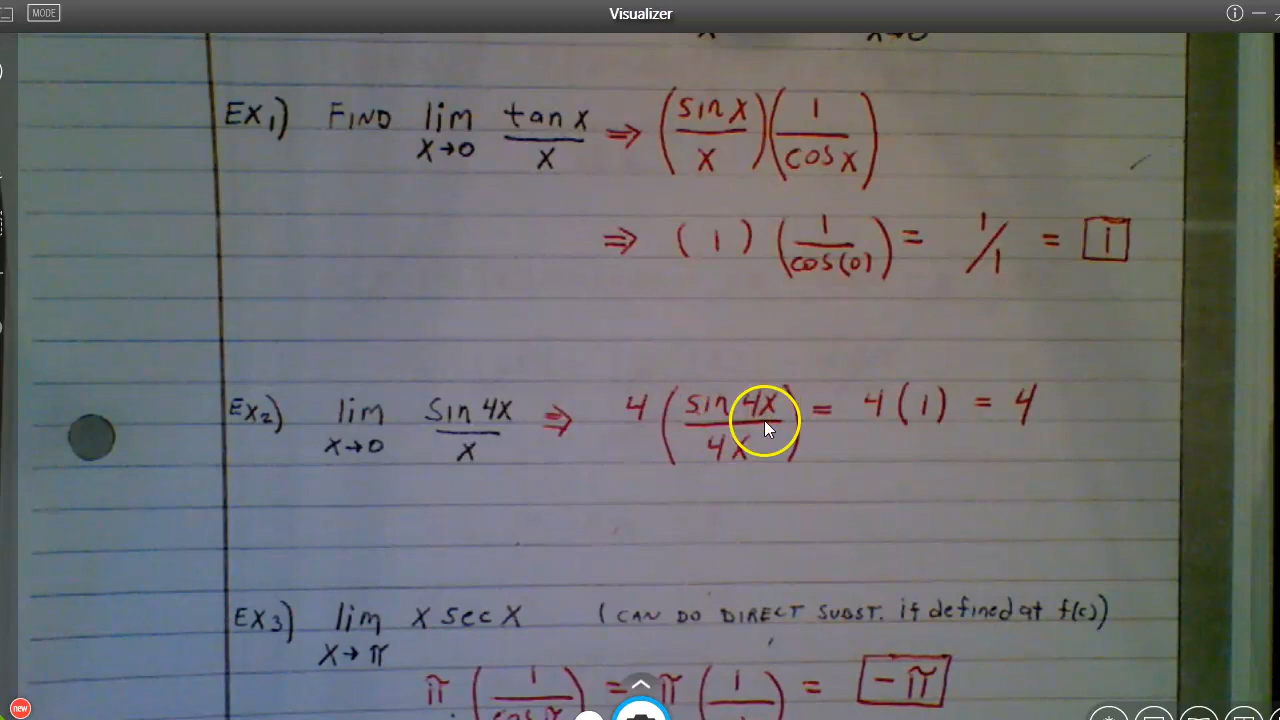 MODE
Visualizer
EX1) FIND lim x→0 tan x / x ⇒ (sin x / x)(1 / cos x)
⇒ (1) (1 / cos(0)) = 1/1 = 1
EX2) lim x→0 sin 4x / x ⇒ 4 (sin 4x / 4x) = 4(1) = 4
EX3) lim x→π x sec x (CAN DO DIRECT SUBST. if defined at f(c))
π (1 / cos π) = π (1 / ) = -π
new